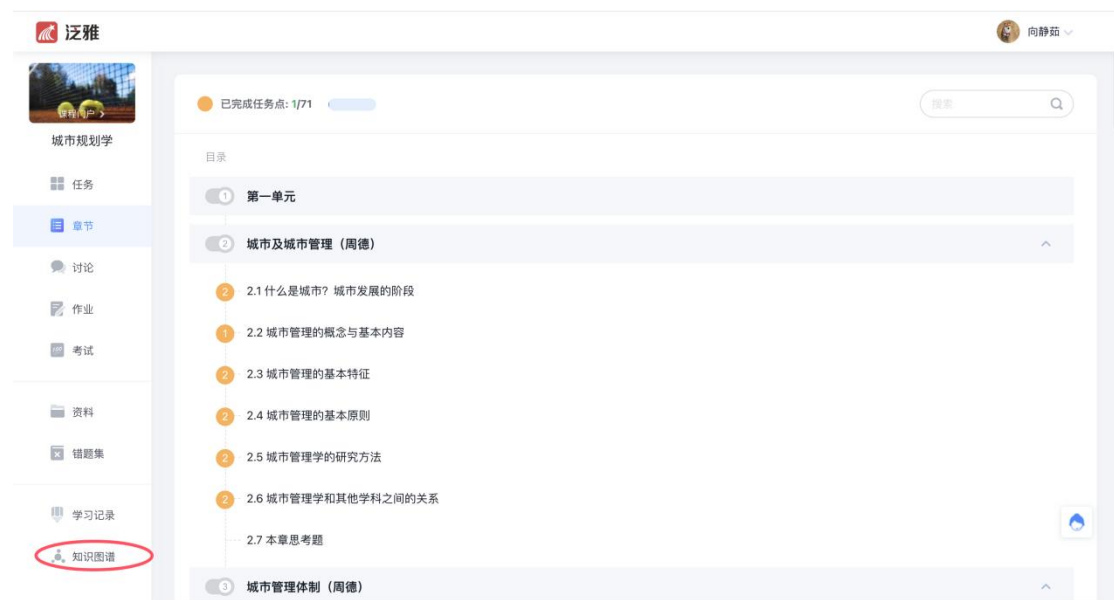 泛雅
向静茹
课程门户
城市规划学
任务
章节
讨论
作业
考试
资料
错题集
学习记录
知识图谱
已完成任务点: 1/71
搜索
目录
1 第一单元
2 城市及城市管理（周德）
2 2.1 什么是城市？城市发展的阶段
1 2.2 城市管理的概念与基本内容
2 2.3 城市管理的基本特征
2 2.4 城市管理的基本原则
2 2.5 城市管理学的研究方法
2 2.6 城市管理学和其他学科之间的关系
2.7 本章思考题
3 城市管理体制（周德）